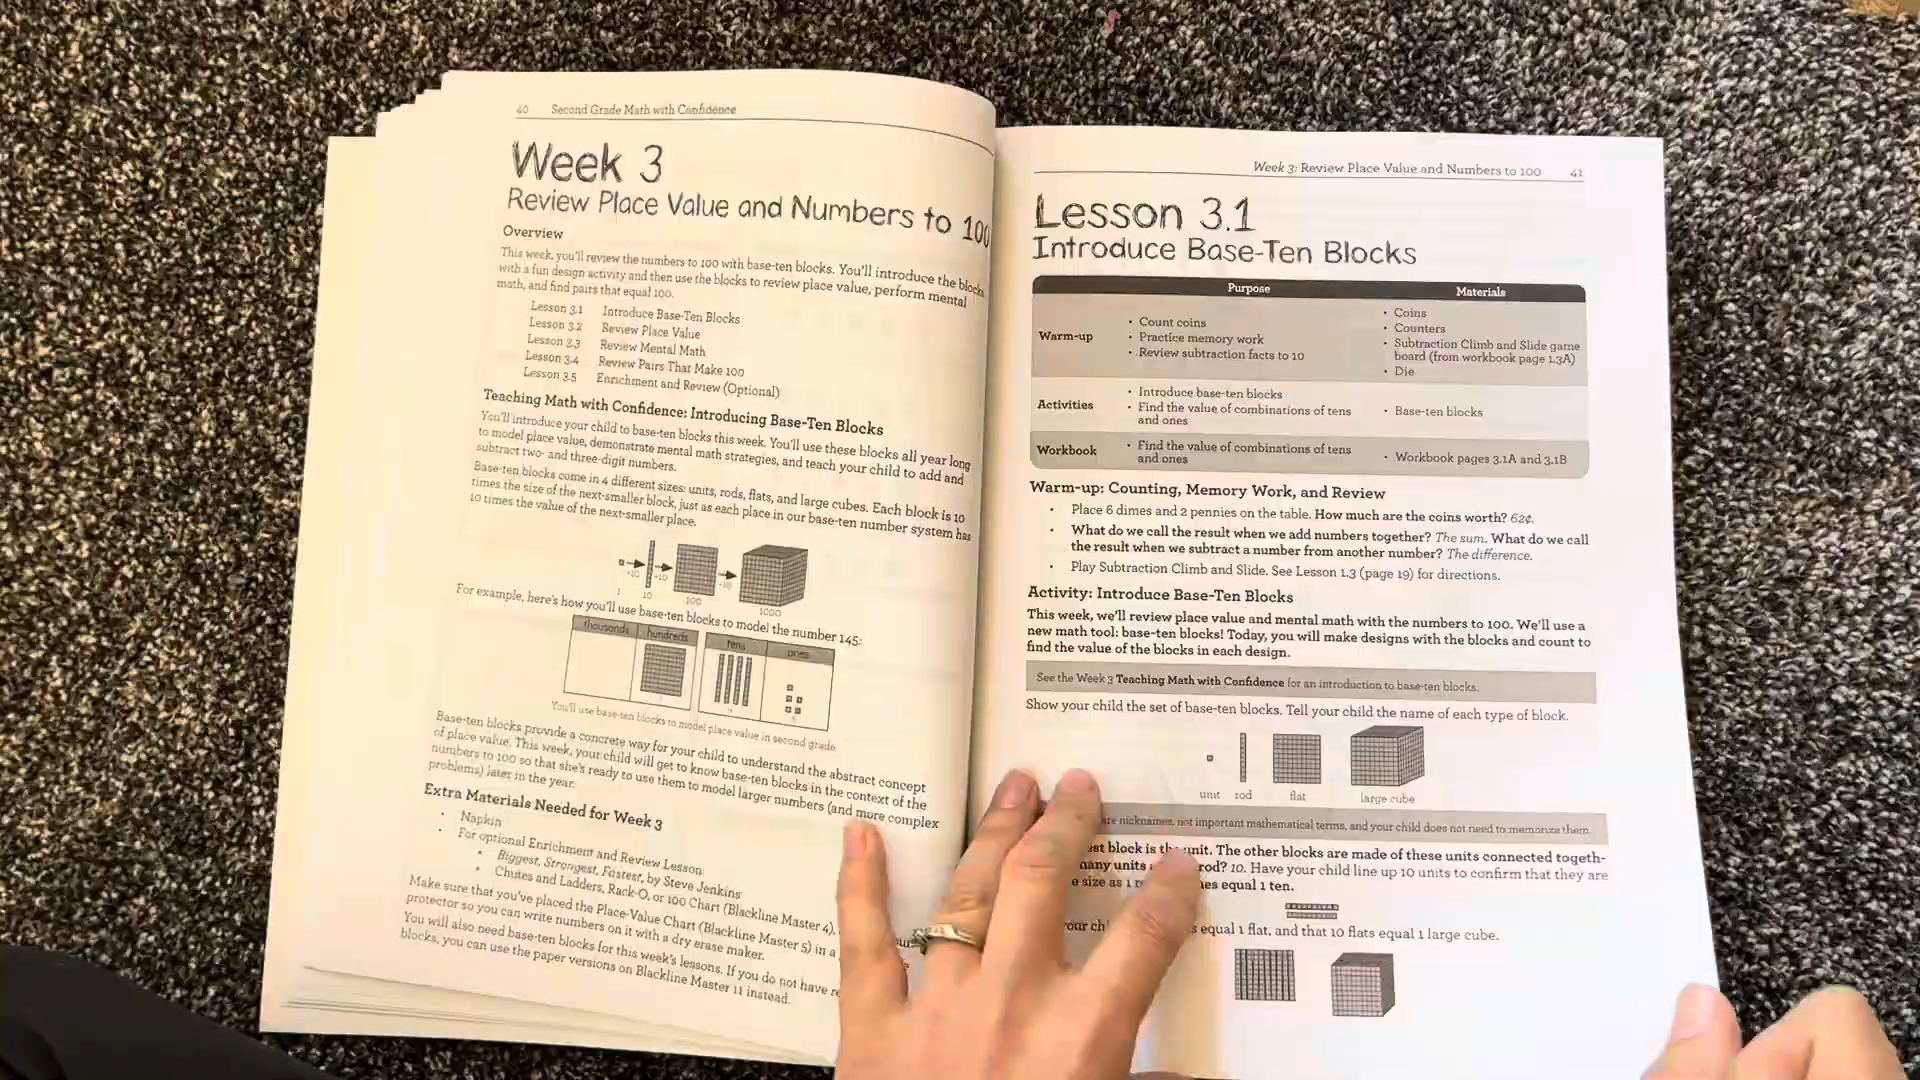 40 Second Grade Math with Confidence
Week 3
Review Place Value and Numbers to 100
Overview
This week, you'll review the numbers to 100 with base-ten blocks. You'll introduce the blocks
with a fun design activity and then use the blocks to review place value, perform mental
math, and find pairs that equal 100.
Lesson 3.1 Introduce Base-Ten Blocks
Lesson 3.2 Review Place Value
Lesson 3.3 Review Mental Math
Lesson 3.4 Review Pairs That Make 100
Lesson 3.5 Enrichment and Review (Optional)
Teaching Math with Confidence: Introducing Base-Ten Blocks
You'll introduce your child to base-ten blocks this week. You'll use these blocks all year long
to model place value, demonstrate mental math strategies, and teach your child to add and
subtract two- and three-digit numbers.
Base-ten blocks come in 4 different sizes: units, rods, flats, and large cubes. Each block is 10
times the size of the next-smaller block, just as each place in our base-ten number system has
10 times the value of the next-smaller place.
×10 ×10 ×10
1 10 100 1000
For example, here's how you'll use base-ten blocks to model the number 145:
thousands hundreds tens ones
You'll use base-ten blocks to model place value in second grade
Base-ten blocks provide a concrete way for your child to understand the abstract concept
of place value. This week, your child will get to know base-ten blocks in the context of the
numbers to 100 so that she's ready to use them to model larger numbers (and more complex
problems) later in the year.
Extra Materials Needed for Week 3
• Napkin
• For optional Enrichment and Review Lesson:
• Biggest, Strongest, Fastest, by Steve Jenkins
• Chutes and Ladders, Rack-O, or 100 Chart (Blackline Master 4),
Make sure that you've placed the Place-Value Chart (Blackline Master 5) in a
protector so you can write numbers on it with a dry erase maker.
You will also need base-ten blocks for this week's lessons. If you do not have re
blocks, you can use the paper versions on Blackline Master 11 instead.
Week 3: Review Place Value and Numbers to 100 41
Lesson 3.1
Introduce Base-Ten Blocks
Purpose Materials
Warm-up
• Count coins
• Practice memory work
• Review subtraction facts to 10
• Coins
• Counters
• Subtraction Climb and Slide game
board (from workbook page 1.3A)
• Die
Activities
• Introduce base-ten blocks
• Find the value of combinations of tens
and ones
• Base-ten blocks
Workbook
• Find the value of combinations of tens
and ones
• Workbook pages 3.1A and 3.1B
Warm-up: Counting, Memory Work, and Review
• Place 6 dimes and 2 pennies on the table. How much are the coins worth? 62¢.
• What do we call the result when we add numbers together? The sum. What do we call
the result when we subtract a number from another number? The difference.
• Play Subtraction Climb and Slide. See Lesson 1.3 (page 19) for directions.
Activity: Introduce Base-Ten Blocks
This week, we'll review place value and mental math with the numbers to 100. We'll use a
new math tool: base-ten blocks! Today, you will make designs with the blocks and count to
find the value of the blocks in each design.
See the Week 3 Teaching Math with Confidence for an introduction to base-ten blocks.
Show your child the set of base-ten blocks. Tell your child the name of each type of block.
unit rod flat large cube
are nicknames, not important mathematical terms, and your child does not need to memorize them.
est block is the unit. The other blocks are made of these units connected togeth-
many units rod? 10. Have your child line up 10 units to confirm that they are
e size as 1 equal 1 ten.
our equal 1 flat, and that 10 flats equal 1 large cube.